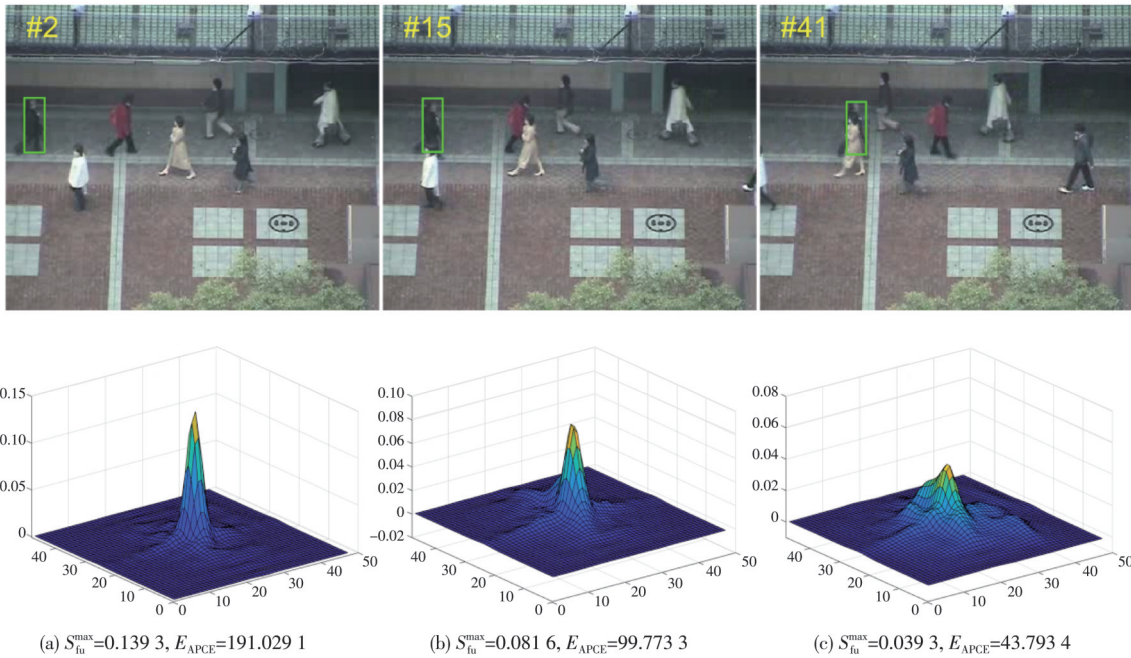 #2 #15 #41
0.15 0.10 0.05 0 40 30 20 10 0 0 10 20 30 40 50
0.10 0.08 0.06 0.04 0.02 0 −0.02 40 30 20 10 0 0 10 20 30 40 50
0.08 0.06 0.04 0.02 0 40 30 20 10 0 0 10 20 30 40 50
(a) S_fu^max=0.139 3, E_APCE=191.029 1
(b) S_fu^max=0.081 6, E_APCE=99.773 3
(c) S_fu^max=0.039 3, E_APCE=43.793 4